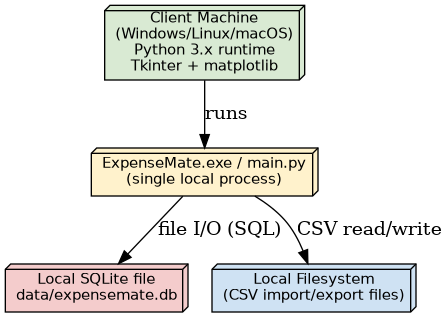 Client Machine
(Windows/Linux/macOS)
Python 3.x runtime
Tkinter + matplotlib
runs
ExpenseMate.exe / main.py
(single local process)
file I/O (SQL)
CSV read/write
Local SQLite file
data/expensemate.db
Local Filesystem
(CSV import/export files)